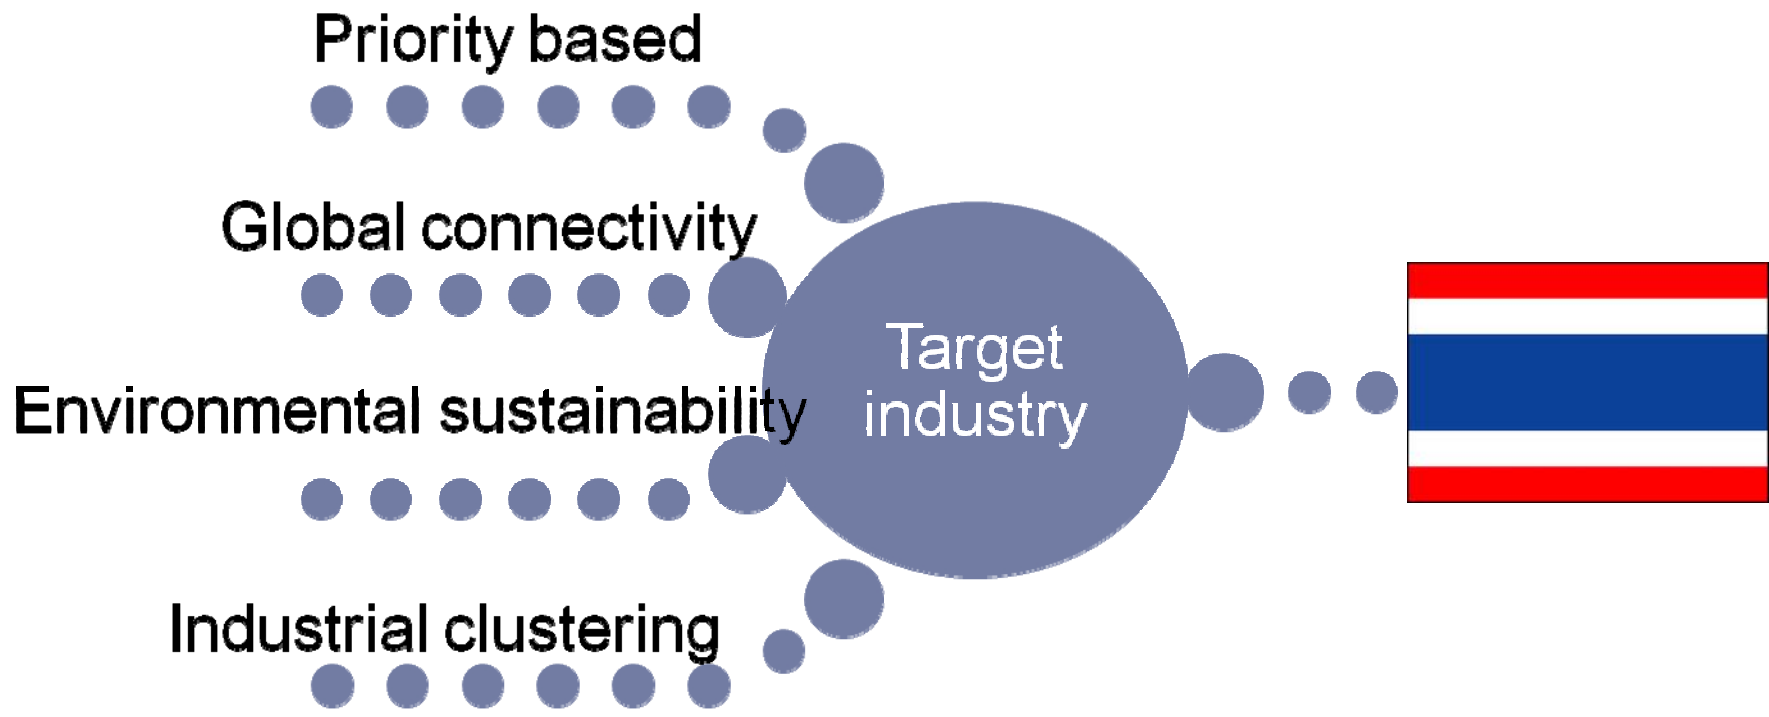 Priority based
Global connectivity
Environmental sustainability
Industrial clustering
Target
industry